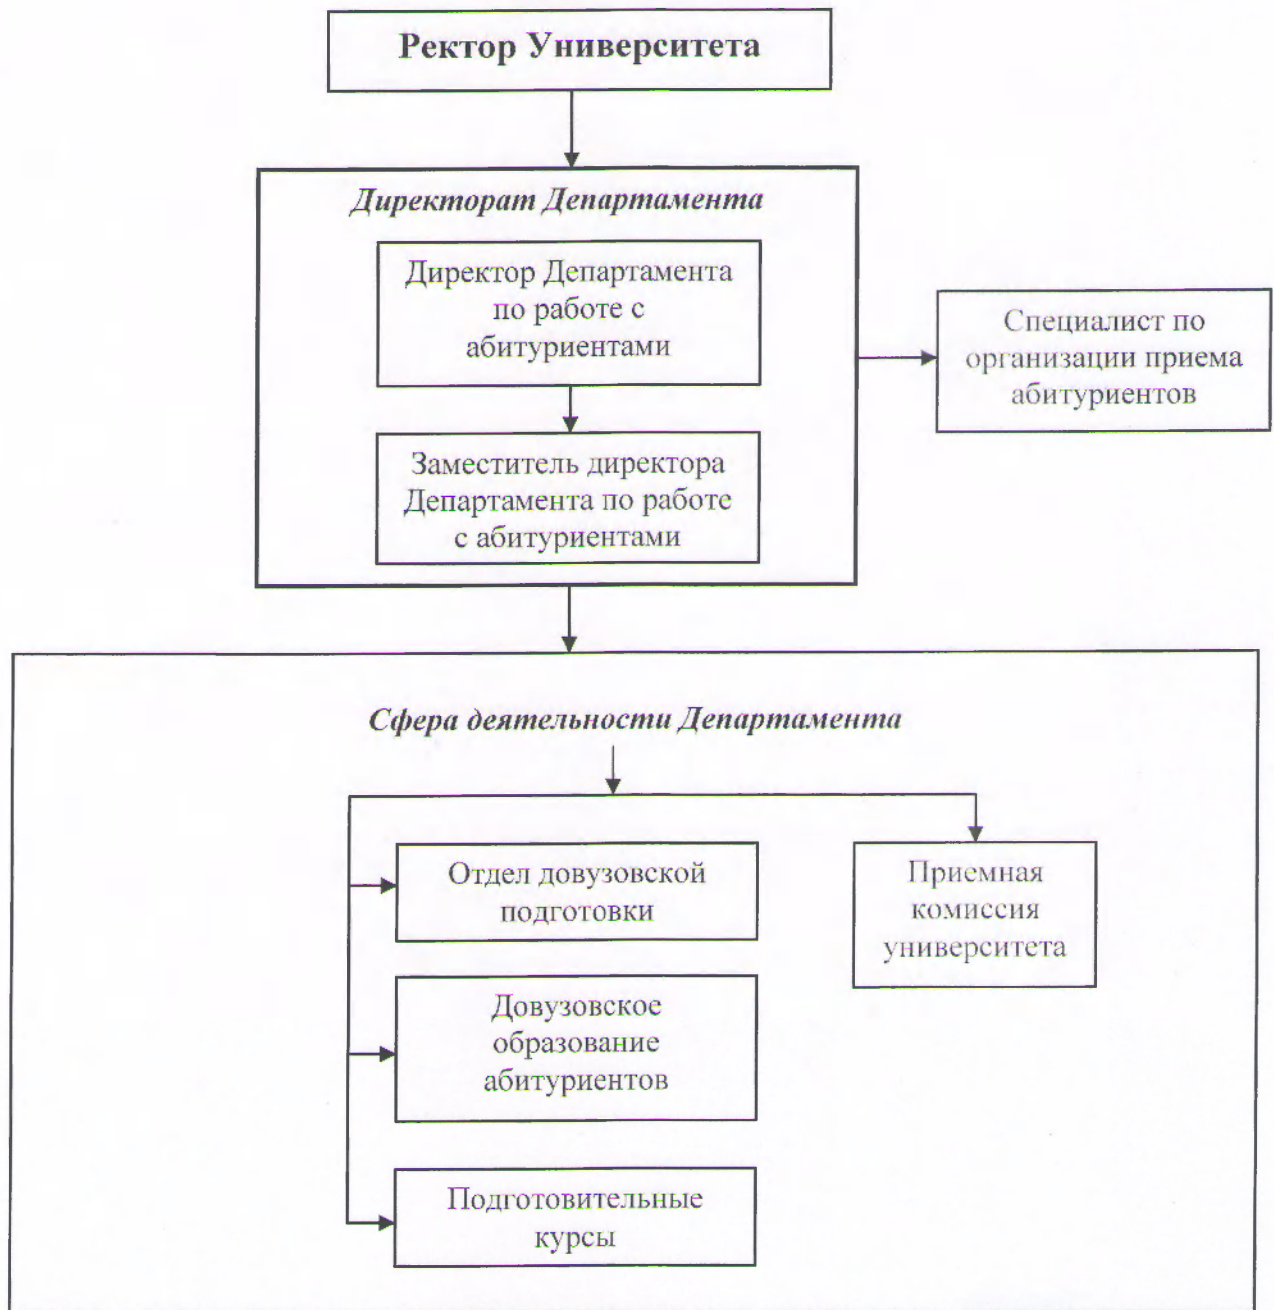 Ректор Университета
Директорат Департамента
Директор Департамента
по работе с
абитуриентами
Специалист по
организации приема
абитуриентов
Заместитель директора
Департамента по работе
с абитуриентами
Сфера деятельности Департамента
Отдел довузовской
подготовки
Приемная
комиссия
университета
Довузовское
образование
абитуриентов
Подготовительные
курсы